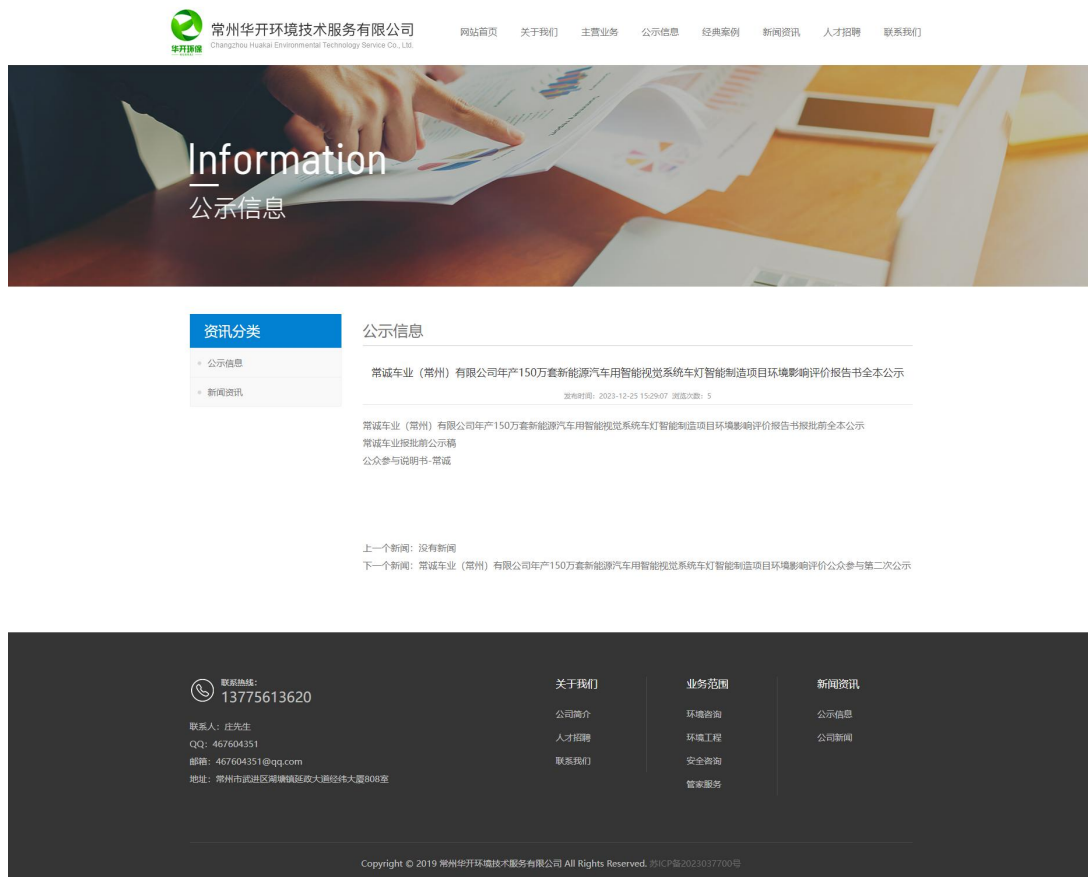 常州华开环境技术服务有限公司
Changzhou Huakai Environmental Technology Service Co., Ltd.
华开环保
网站首页 关于我们 主营业务 公示信息 经典案例 新闻资讯 人才招聘 联系我们
Information
公示信息
资讯分类
公示信息
新闻资讯
公示信息
常诚车业（常州）有限公司年产150万套新能源汽车用智能视觉系统车灯智能制造项目环境影响评价报告书全本公示
发布时间：2023-12-25 15:29:07 浏览次数：5
常诚车业（常州）有限公司年产150万套新能源汽车用智能视觉系统车灯智能制造项目环境影响评价报告书报批前全本公示
常诚车业报批前公示稿
公众参与说明书-常诚
上一个新闻：没有新闻
下一个新闻：常诚车业（常州）有限公司年产150万套新能源汽车用智能视觉系统车灯智能制造项目环境影响评价公众参与第二次公示
联系热线：
13775613620
联系人：庄先生
QQ：467604351
邮箱：467604351@qq.com
地址：常州市武进区湖塘镇延政大道经纬大厦808室
关于我们
公司简介
人才招聘
联系我们
业务范围
环境咨询
环境工程
安全咨询
管家服务
新闻资讯
公示信息
公司新闻
Copyright © 2019 常州华开环境技术服务有限公司 All Rights Reserved. 苏ICP备2023037700号